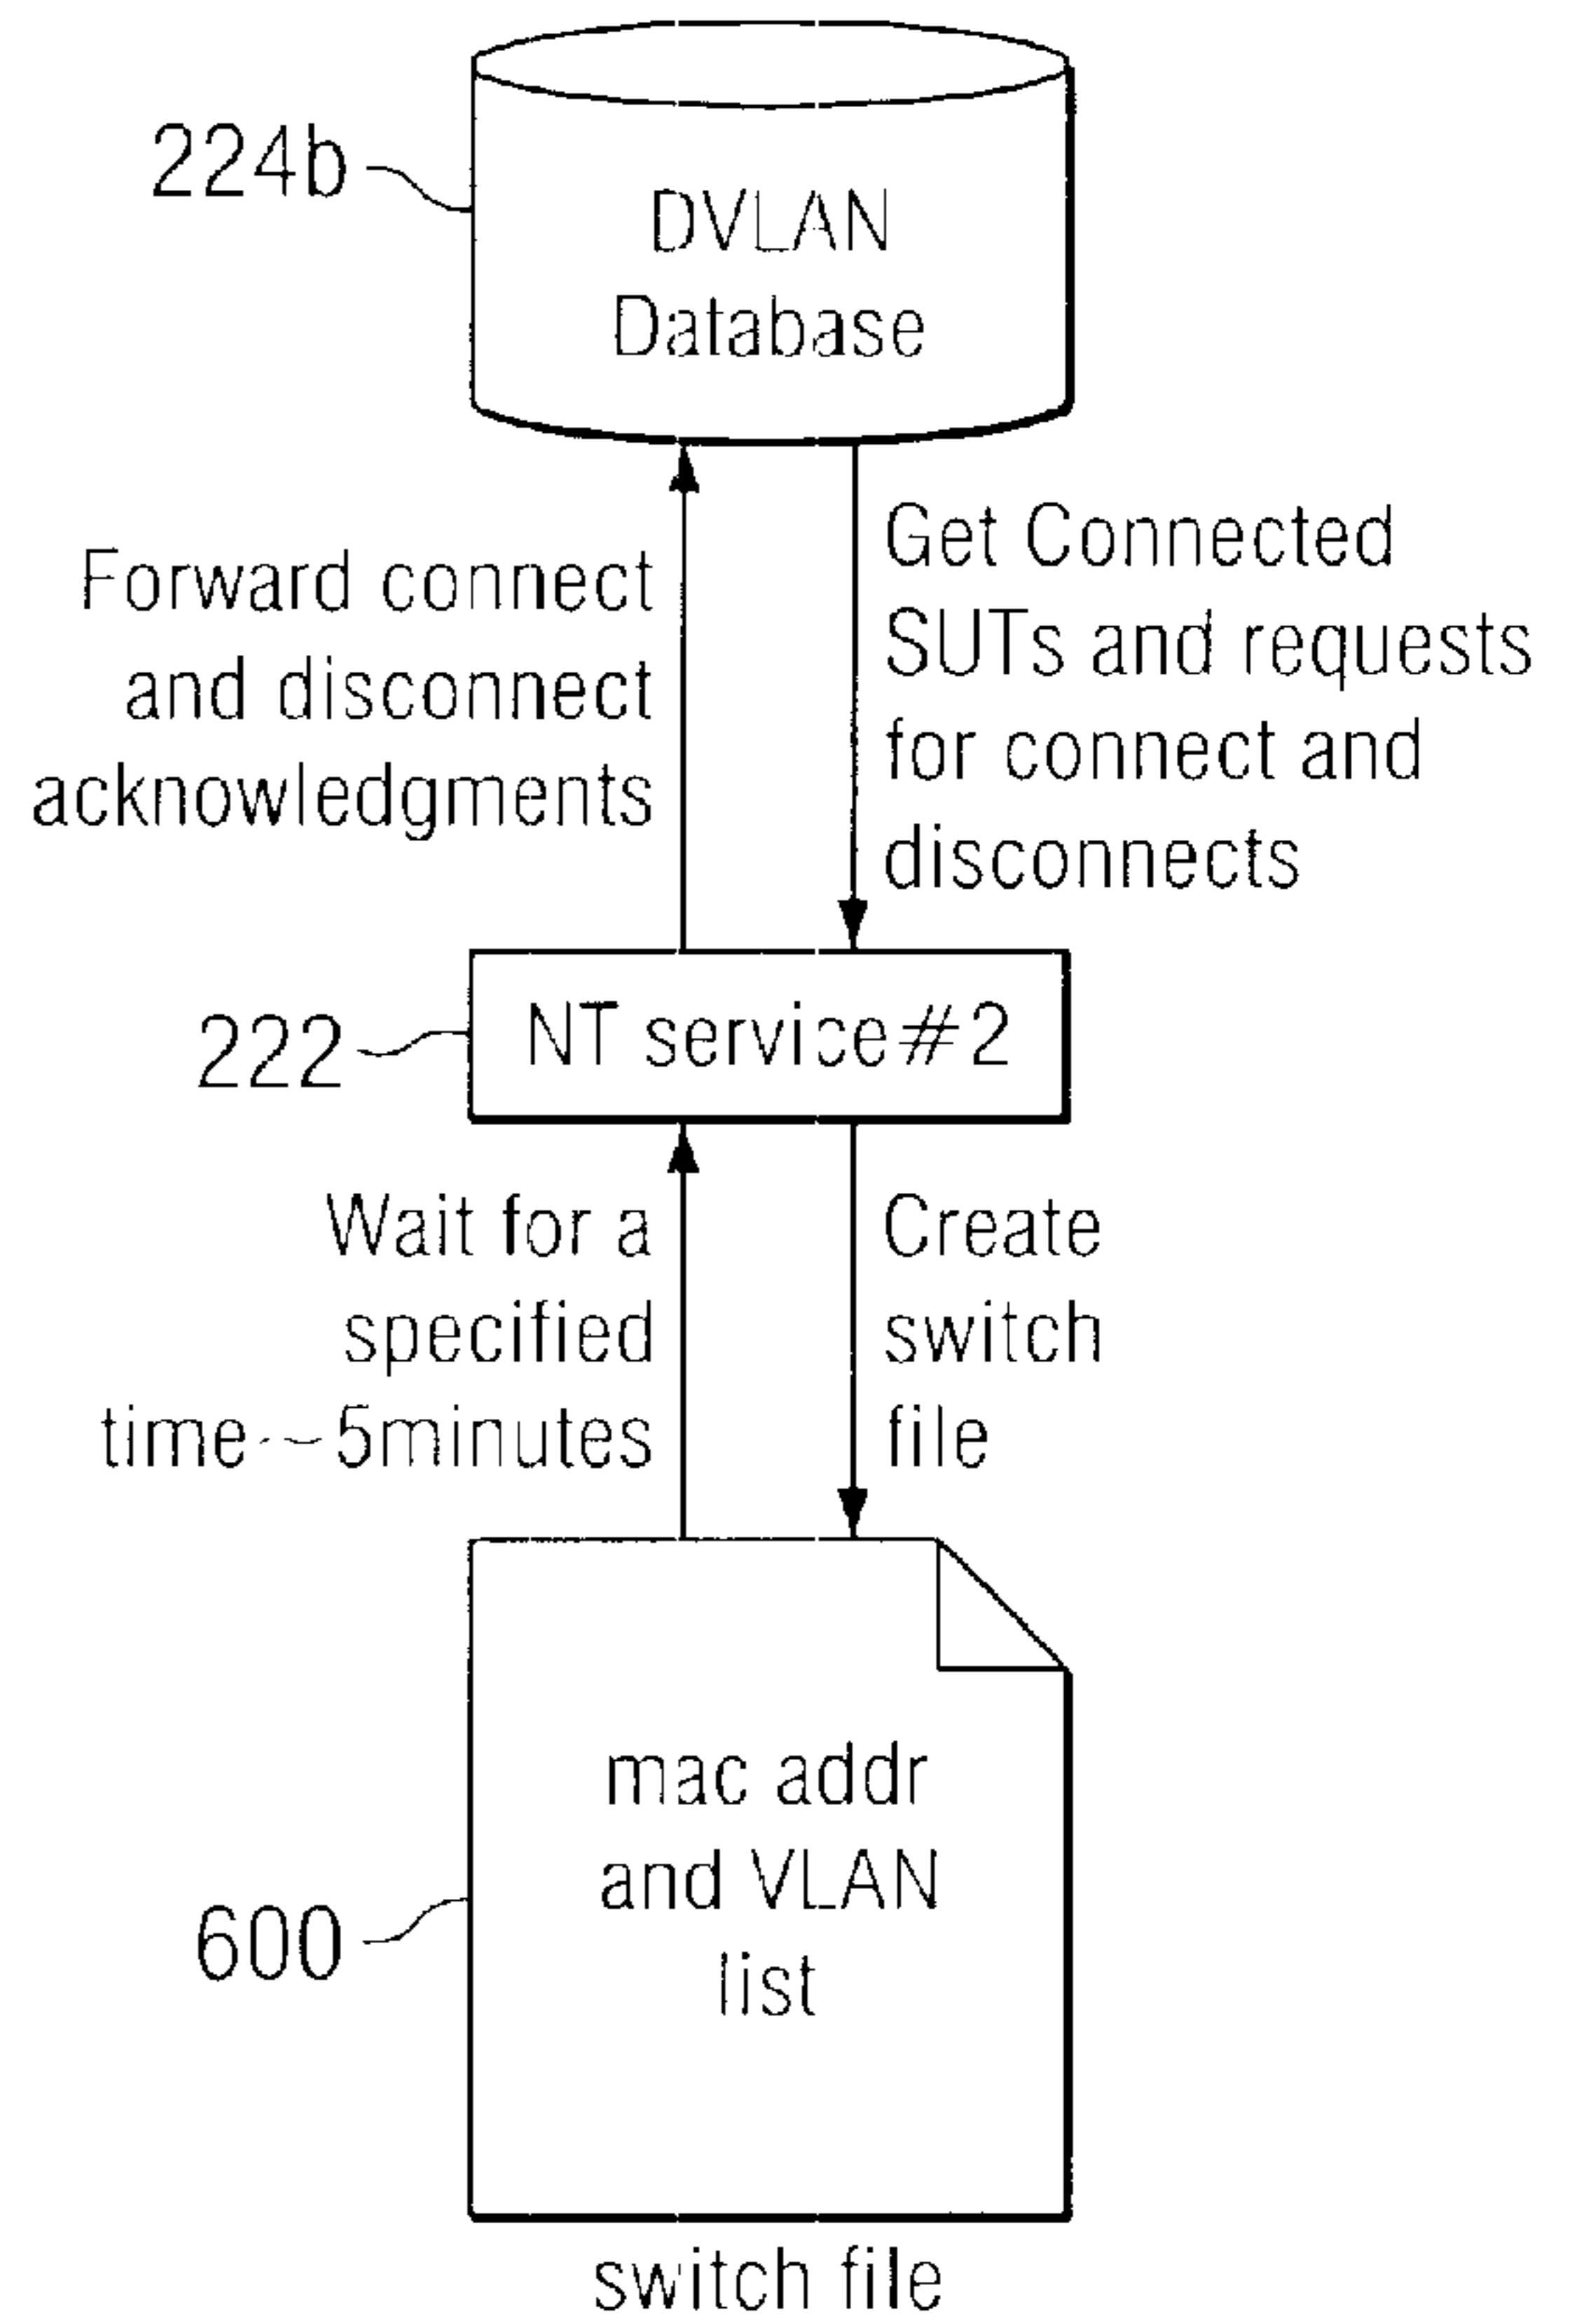 224b
DVLAN
Database
Forward connect
and disconnect
acknowledgments
Get Connected
SUTs and requests
for connect and
disconnects
222
NT service #2
Wait for a
specified
time -~ 5minutes
Create
switch
file
mac addr
and VLAN
list
600
switch file